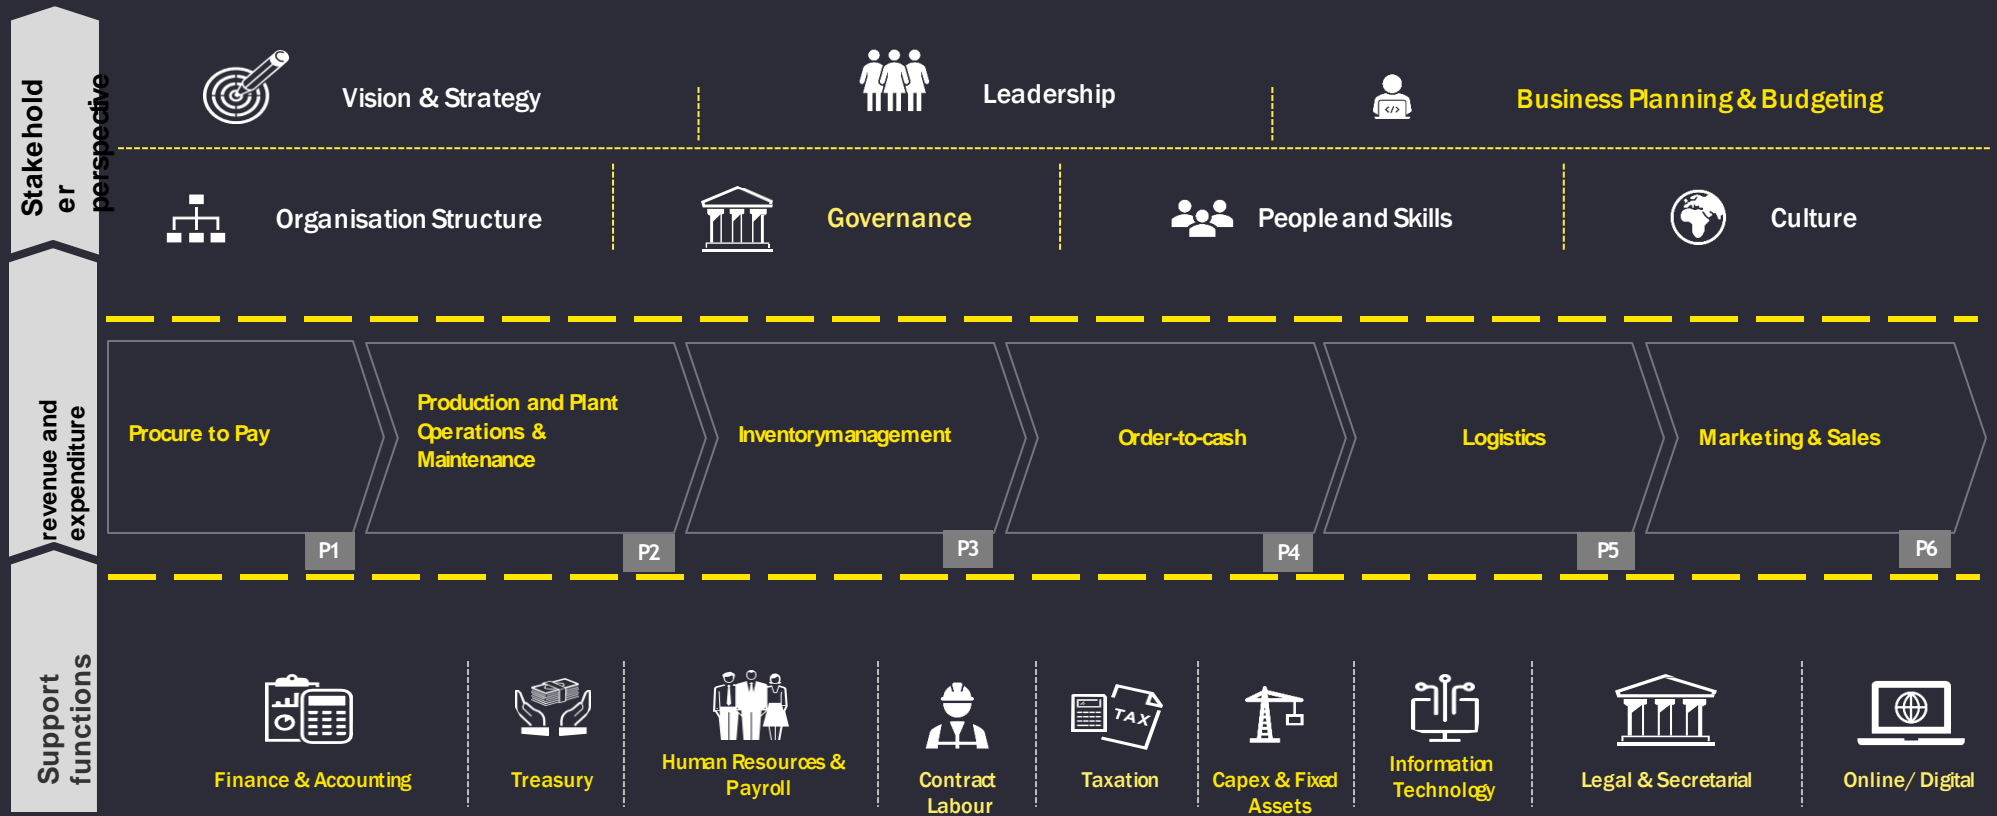 Stakehold
er
perspective
Vision & Strategy
Leadership
</>
Business Planning & Budgeting
Organisation Structure
Governance
People and Skills
Culture
revenue and
expenditure
Procure to Pay
Production and Plant
Operations &
Maintenance
Inventorymanagement
Order-to-cash
Logistics
Marketing & Sales
P1
P2
P3
P4
P5
P6
Support
functions
Finance & Accounting
Treasury
Human Resources &
Payroll
Contract
Labour
TAX
Taxation
Capex & Fixed
Assets
Information
Technology
Legal & Secretarial
Online/ Digital